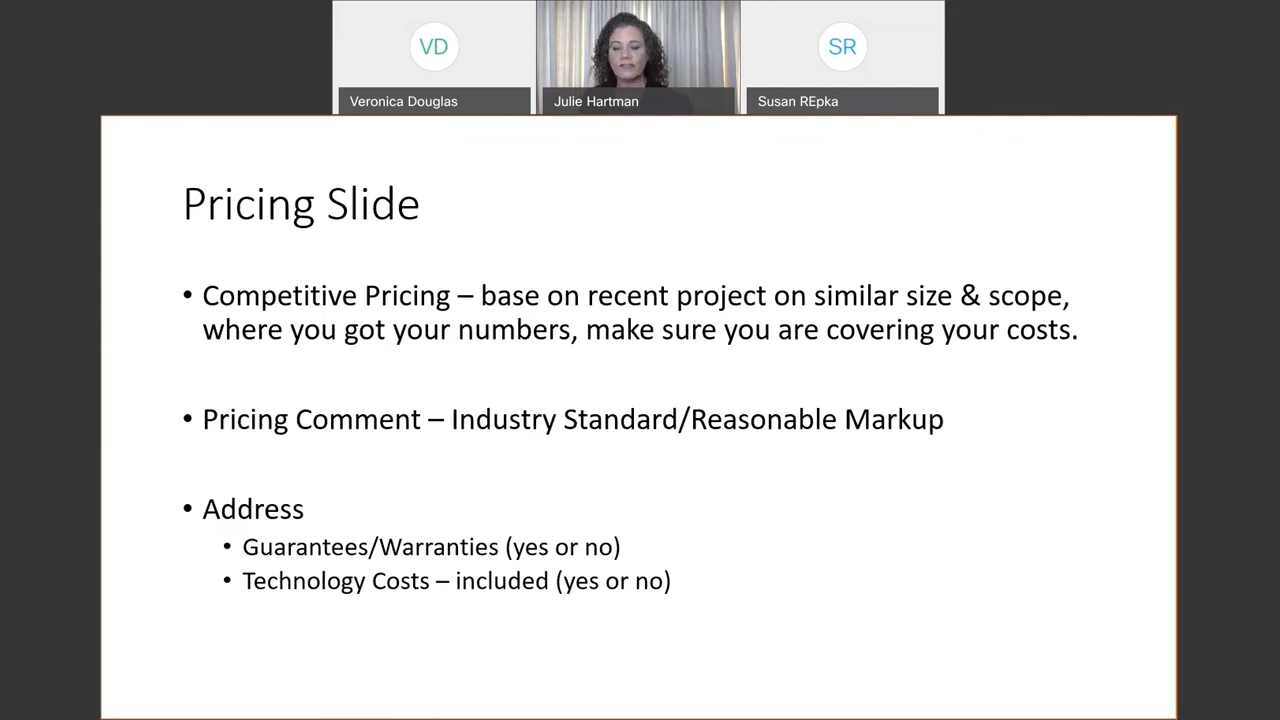 VD
SR
Veronica Douglas
Julie Hartman
Susan REpka
Pricing Slide
• Competitive Pricing – base on recent project on similar size & scope,
where you got your numbers, make sure you are covering your costs.
• Pricing Comment – Industry Standard/Reasonable Markup
• Address
• Guarantees/Warranties (yes or no)
• Technology Costs – included (yes or no)